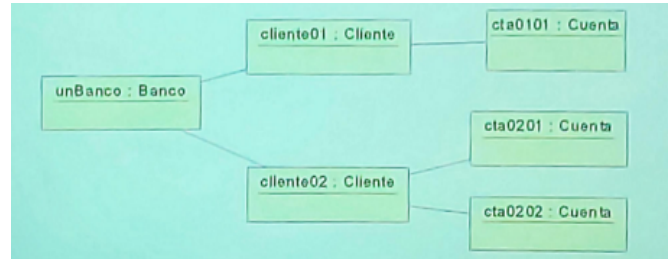 cliente01 : Cliente
cta0101 : Cuenta
unBanco : Banco
cta0201 : Cuenta
cliente02 : Cliente
cta0202 : Cuenta